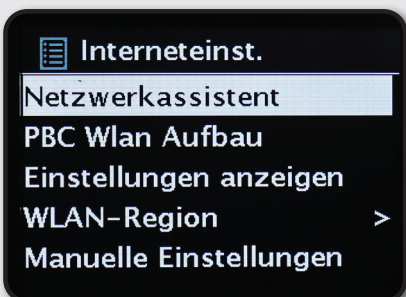 Interneteinst.
Netzwerkassistent
PBC Wlan Aufbau
Einstellungen anzeigen
WLAN-Region >
Manuelle Einstellungen